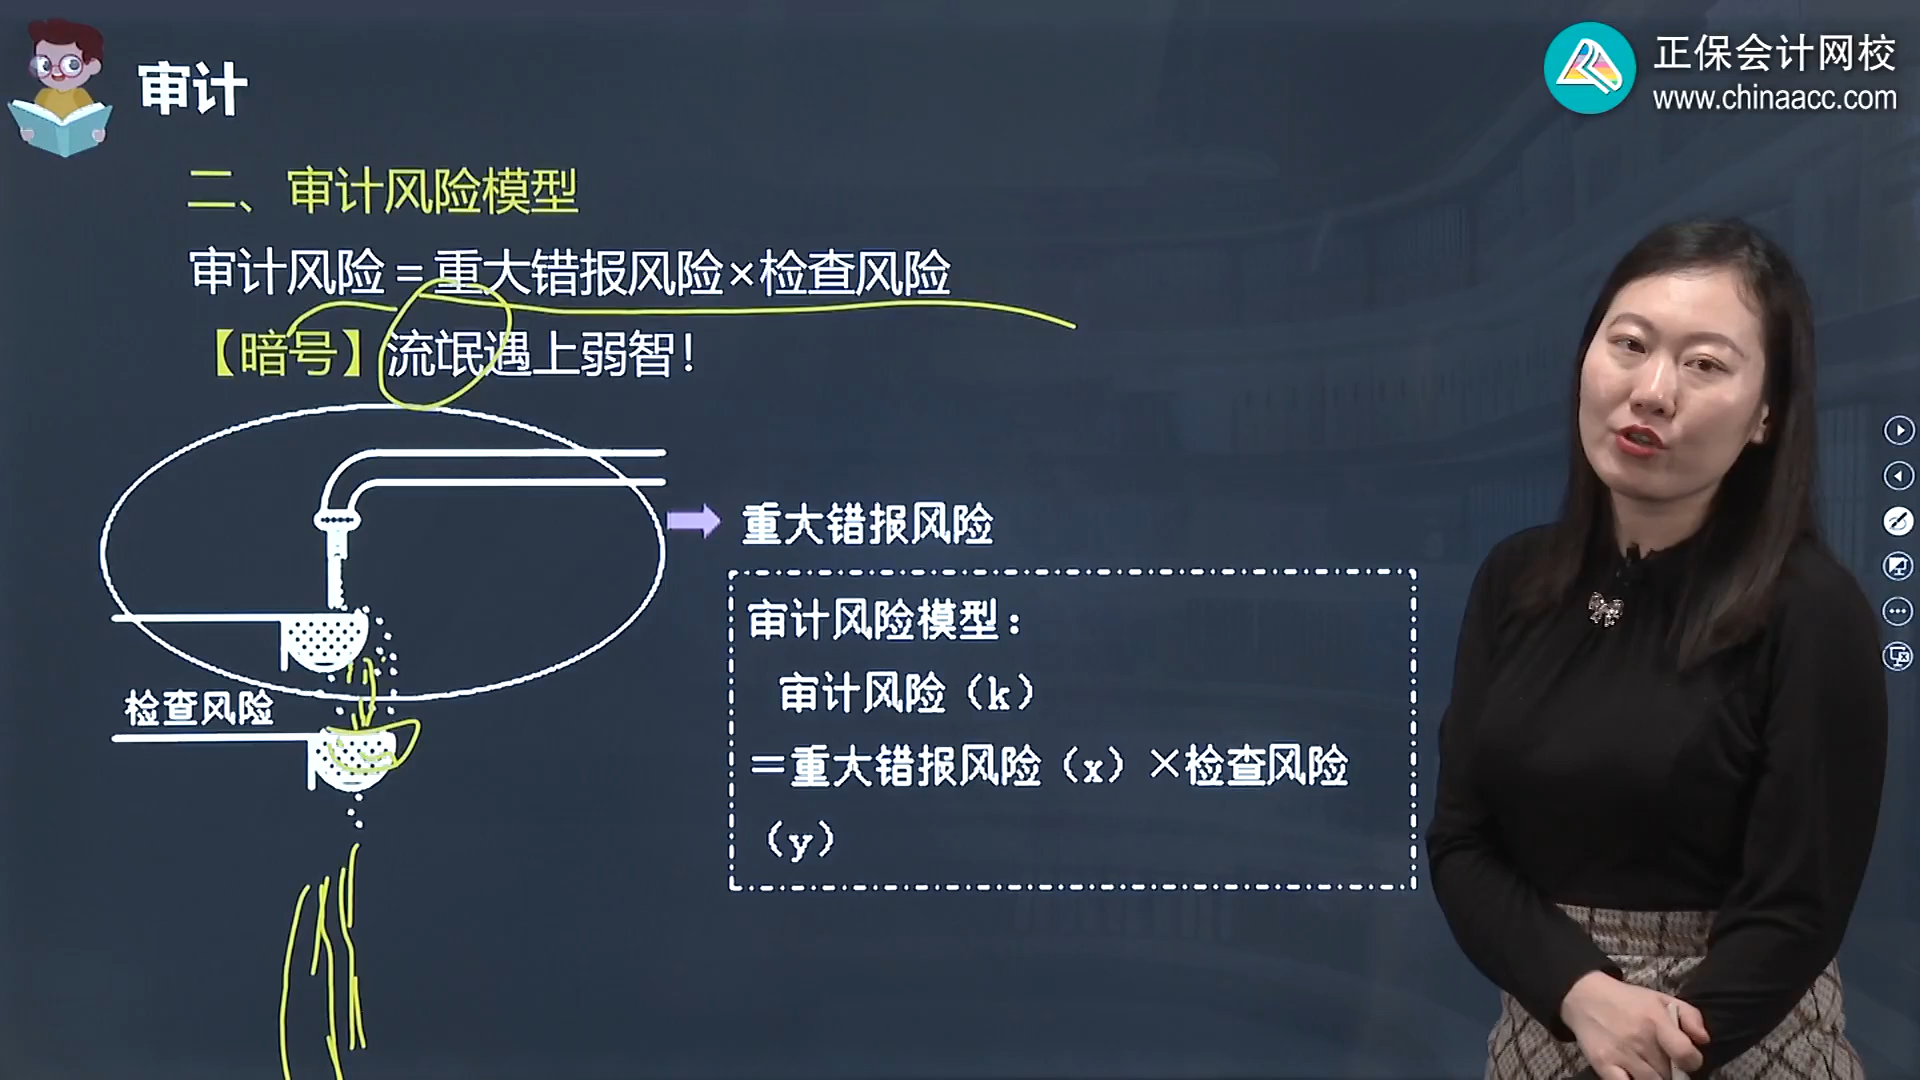 审计
正保会计网校
www.chinaacc.com
二、审计风险模型
审计风险=重大错报风险×检查风险
【暗号】流氓遇上弱智！
重大错报风险
检查风险
审计风险模型：
审计风险（k）
＝重大错报风险（x）×检查风险
（y）